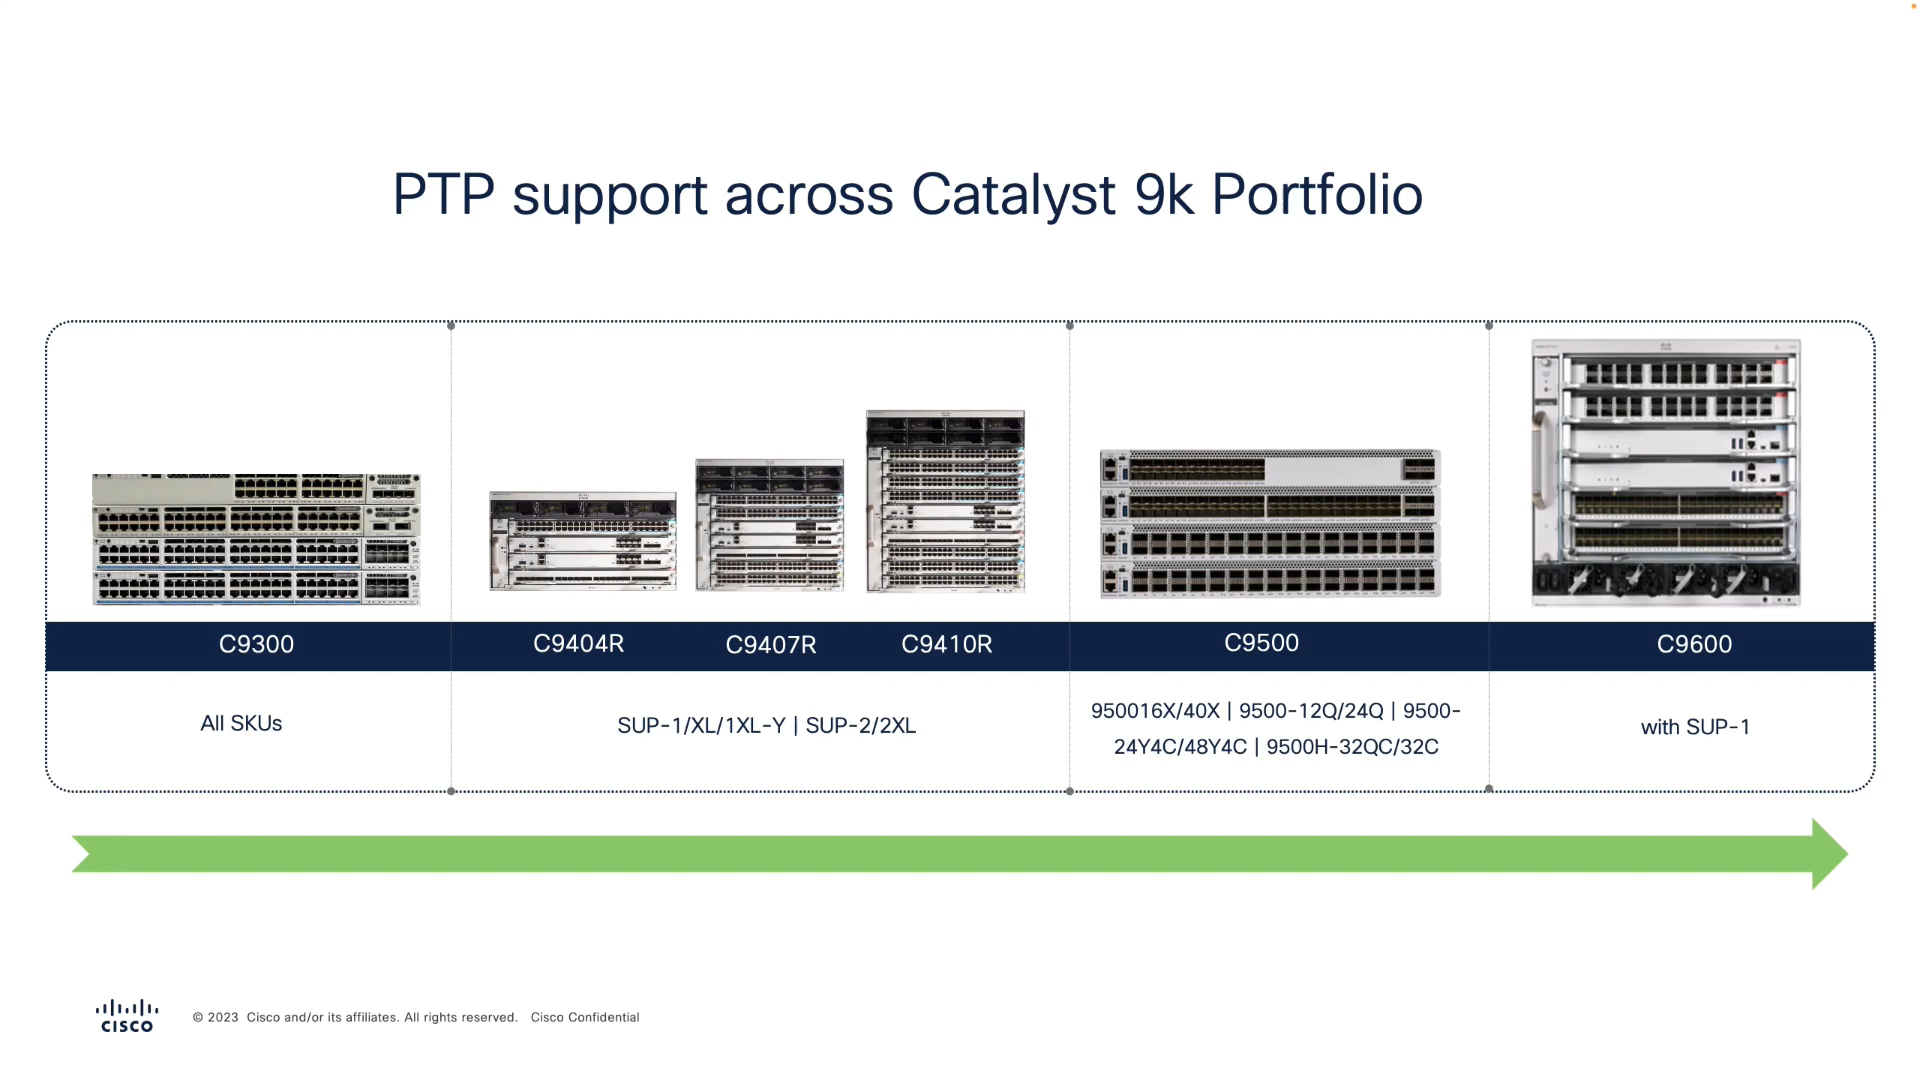 PTP support across Catalyst 9k Portfolio
C9300
C9404R
C9407R
C9410R
C9500
C9600
All SKUs
SUP-1/XL/1XL-Y | SUP-2/2XL
950016X/40X | 9500-12Q/24Q | 9500-
24Y4C/48Y4C | 9500H-32QC/32C
with SUP-1
CISCO
© 2023 Cisco and/or its affiliates. All rights reserved. Cisco Confidential